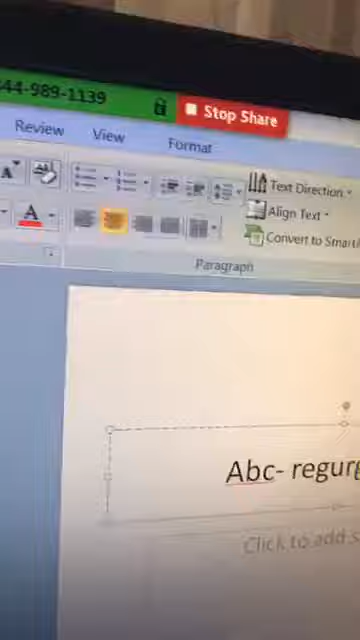 44-989-1139
Stop Share
Review View Format
Text Direction
Align Text
Convert to
Paragraph
Abc- regurg
Click to add s